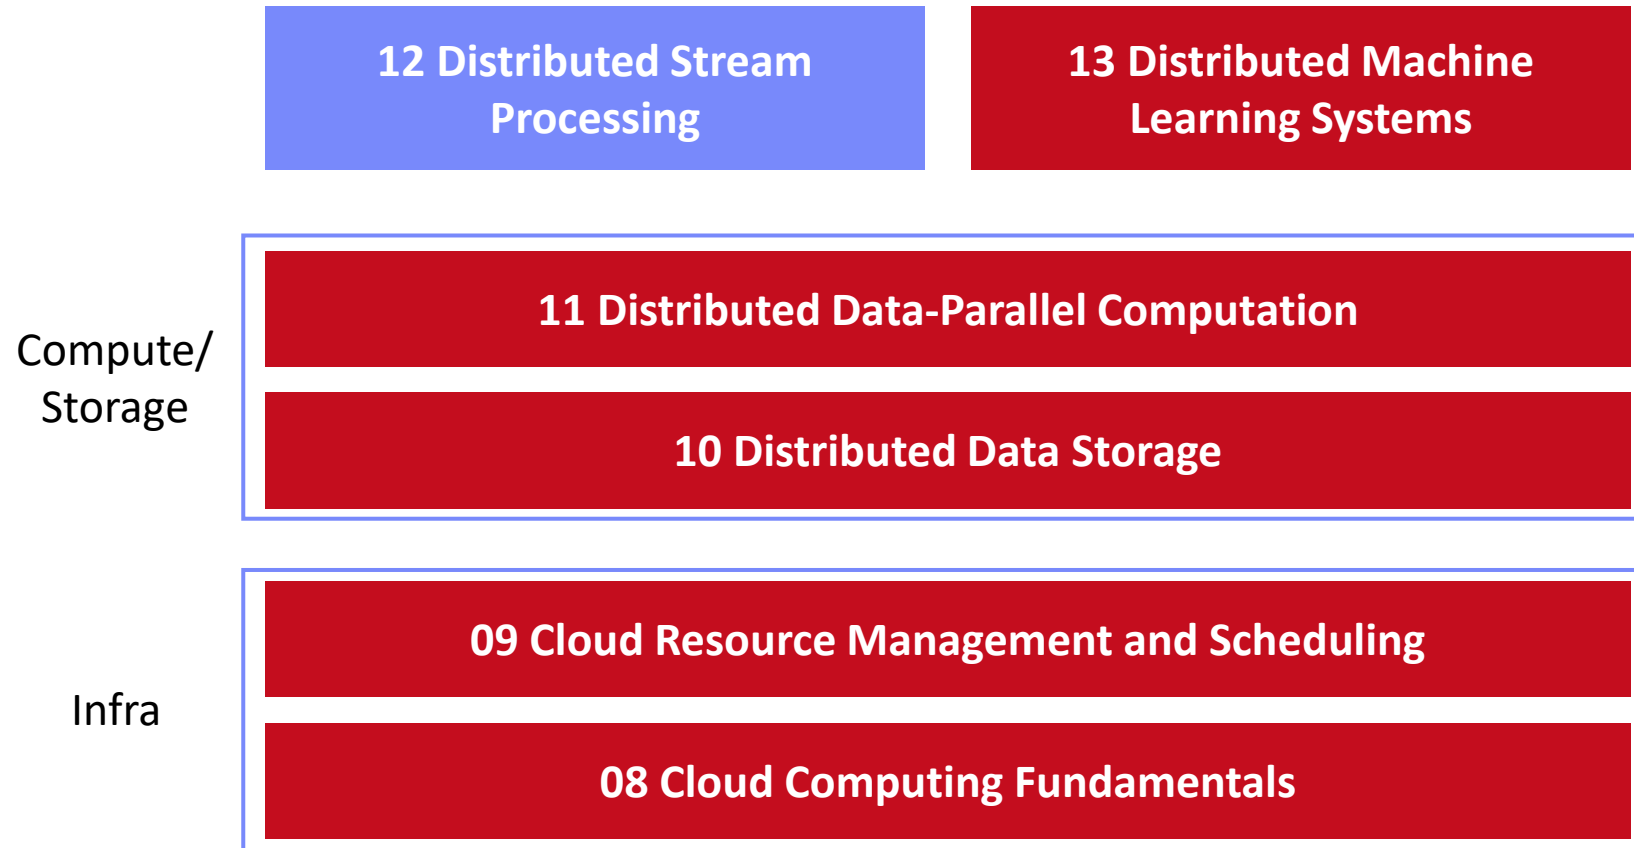 12 Distributed Stream
Processing
13 Distributed Machine
Learning Systems
Compute/
Storage
11 Distributed Data-Parallel Computation
10 Distributed Data Storage
Infra
09 Cloud Resource Management and Scheduling
08 Cloud Computing Fundamentals